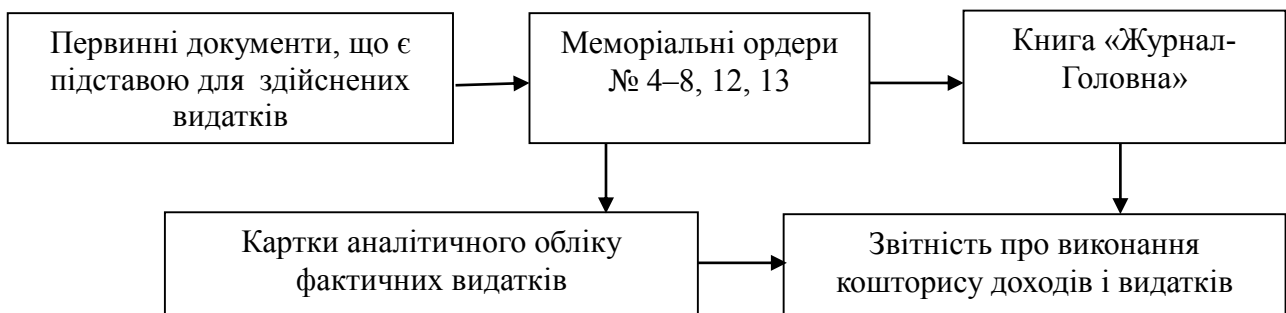 Первинні документи, що є
підставою для здійснених
видатків
Меморіальні ордери
№ 4–8, 12, 13
Книга «Журнал-
Головна»
Картки аналітичного обліку
фактичних видатків
Звітність про виконання
кошторису доходів і видатків